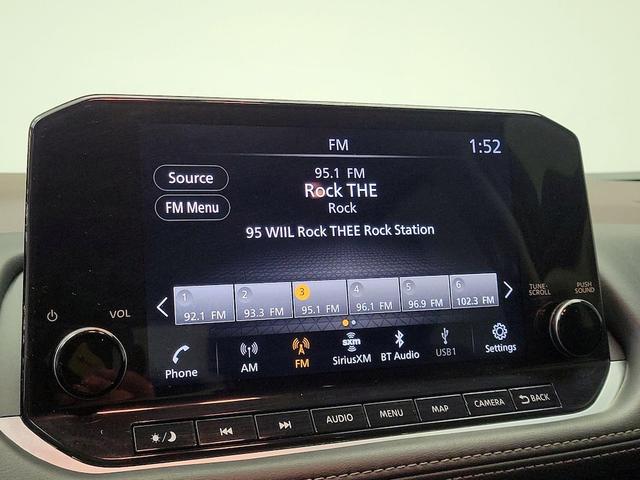 FM
1:52
Source
FM Menu
95.1 FM
Rock THE
Rock
95 WIIL Rock THEE Rock Station
1
92.1 FM
2
93.3 FM
3
95.1 FM
4
96.1 FM
5
96.9 FM
6
102.3 FM
VOL
TUNE·SCROLL
PUSH SOUND
Phone
AM
FM
sxm
SiriusXM
BT Audio
USB1
Settings
AUDIO
MENU
MAP
CAMERA
BACK